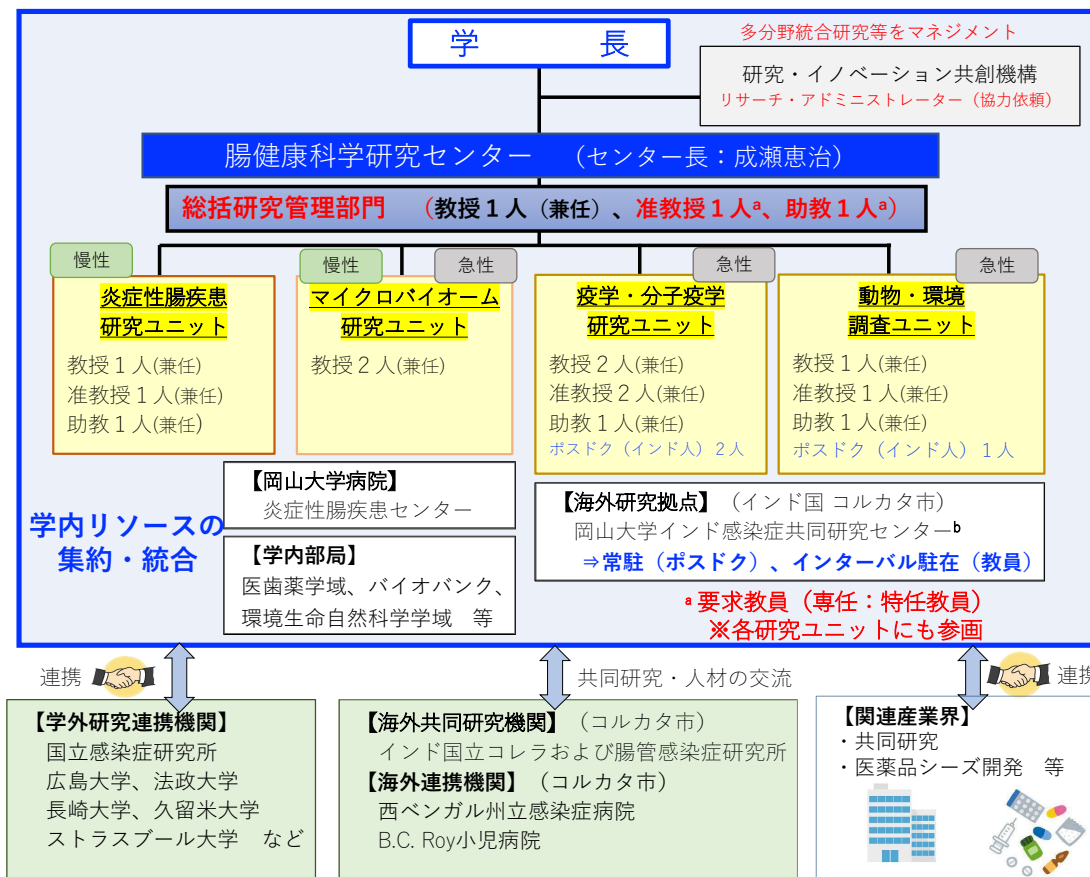 学　　　長
多分野統合研究等をマネジメント
研究・イノベーション共創機構
リサーチ・アドミニストレーター（協力依頼）
腸健康科学研究センター　（センター長：成瀬恵治）
総括研究管理部門　（教授１人（兼任）、准教授１人ᵃ、助教１人ᵃ）
慢性
炎症性腸疾患
研究ユニット
教授１人(兼任)
准教授１人(兼任)
助教１人(兼任)
慢性
急性
マイクロバイオーム
研究ユニット
教授２人(兼任)
急性
疫学・分子疫学
研究ユニット
教授２人(兼任)
准教授２人(兼任)
助教１人(兼任)
ポスドク（インド人）２人
急性
動物・環境
調査ユニット
教授１人(兼任)
准教授１人(兼任)
助教１人(兼任)
ポスドク（インド人）１人
学内リソースの
集約・統合
【岡山大学病院】
炎症性腸疾患センター
【学内部局】
医歯薬学域、バイオバンク、
環境生命自然科学学域　等
【海外研究拠点】（インド国 コルカタ市）
岡山大学インド感染症共同研究センターᵇ
⇒常駐（ポスドク）、インターバル駐在（教員）
ᵃ要求教員（専任：特任教員）
※各研究ユニットにも参画
連携
共同研究・人材の交流
連携
【学外研究連携機関】
国立感染症研究所
広島大学、法政大学
長崎大学、久留米大学
ストラスブール大学　など
【海外共同研究機関】（コルカタ市）
インド国立コレラおよび腸管感染症研究所
【海外連携機関】（コルカタ市）
西ベンガル州立感染症病院
B.C. Roy小児病院
【関連産業界】
・共同研究
・医薬品シーズ開発　等